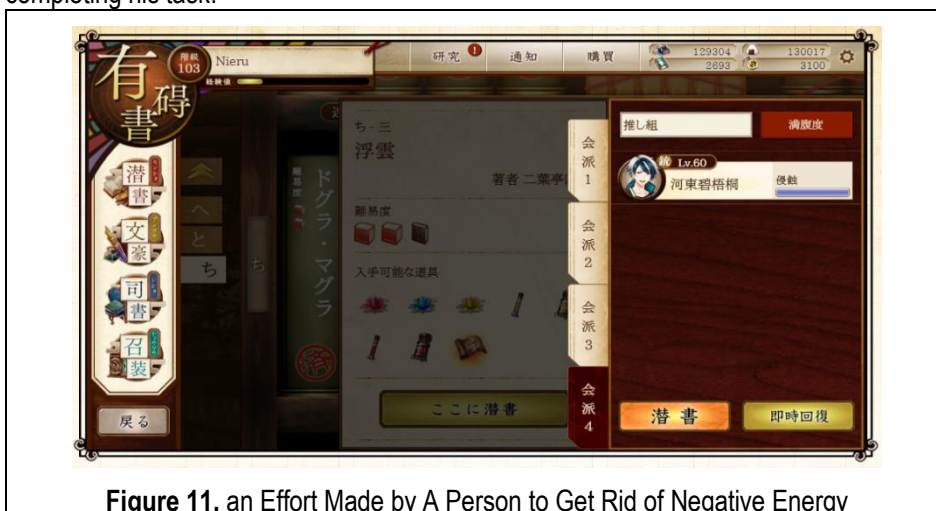 completing his task.
有碍書
階級
103
Nieru
経験値
研究
通知
購買
129304
2693
130017
3100
潜書
文豪
司書
召装
戻る
へ
と
ち
ち
難易度
ドグラ・マグラ
ち - 三
浮雲
著者 二葉亭
難易度
入手可能な道具
ここに潜書
会派1
会派2
会派3
会派4
推し組
満腹度
銃 Lv.60
河東碧梧桐
侵蝕
潜書
即時回復
Figure 11. an Effort Made by A Person to Get Rid of Negative Energy